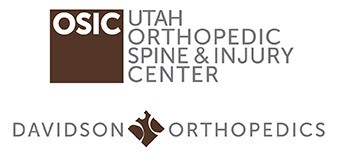 OSIC UTAH
ORTHOPEDIC
SPINE & INJURY
CENTER
DAVIDSON ORTHOPEDICS